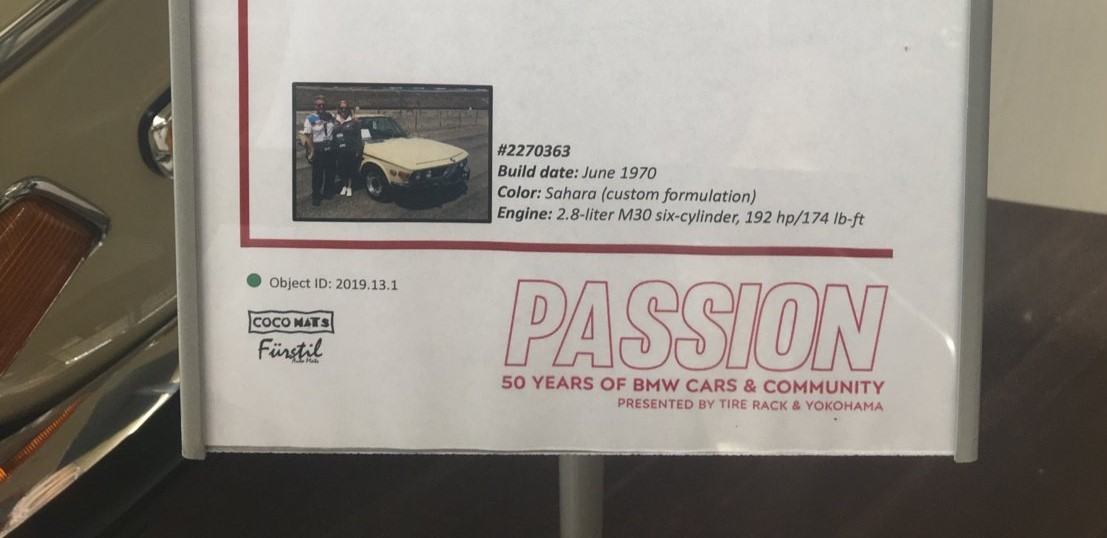 #2270363
Build date: June 1970
Color: Sahara (custom formulation)
Engine: 2.8-liter M30 six-cylinder, 192 hp/174 lb-ft
Object ID: 2019.13.1
COCO MATS
Fürstil
PASSION
50 YEARS OF BMW CARS & COMMUNITY
PRESENTED BY TIRE RACK & YOKOHAMA